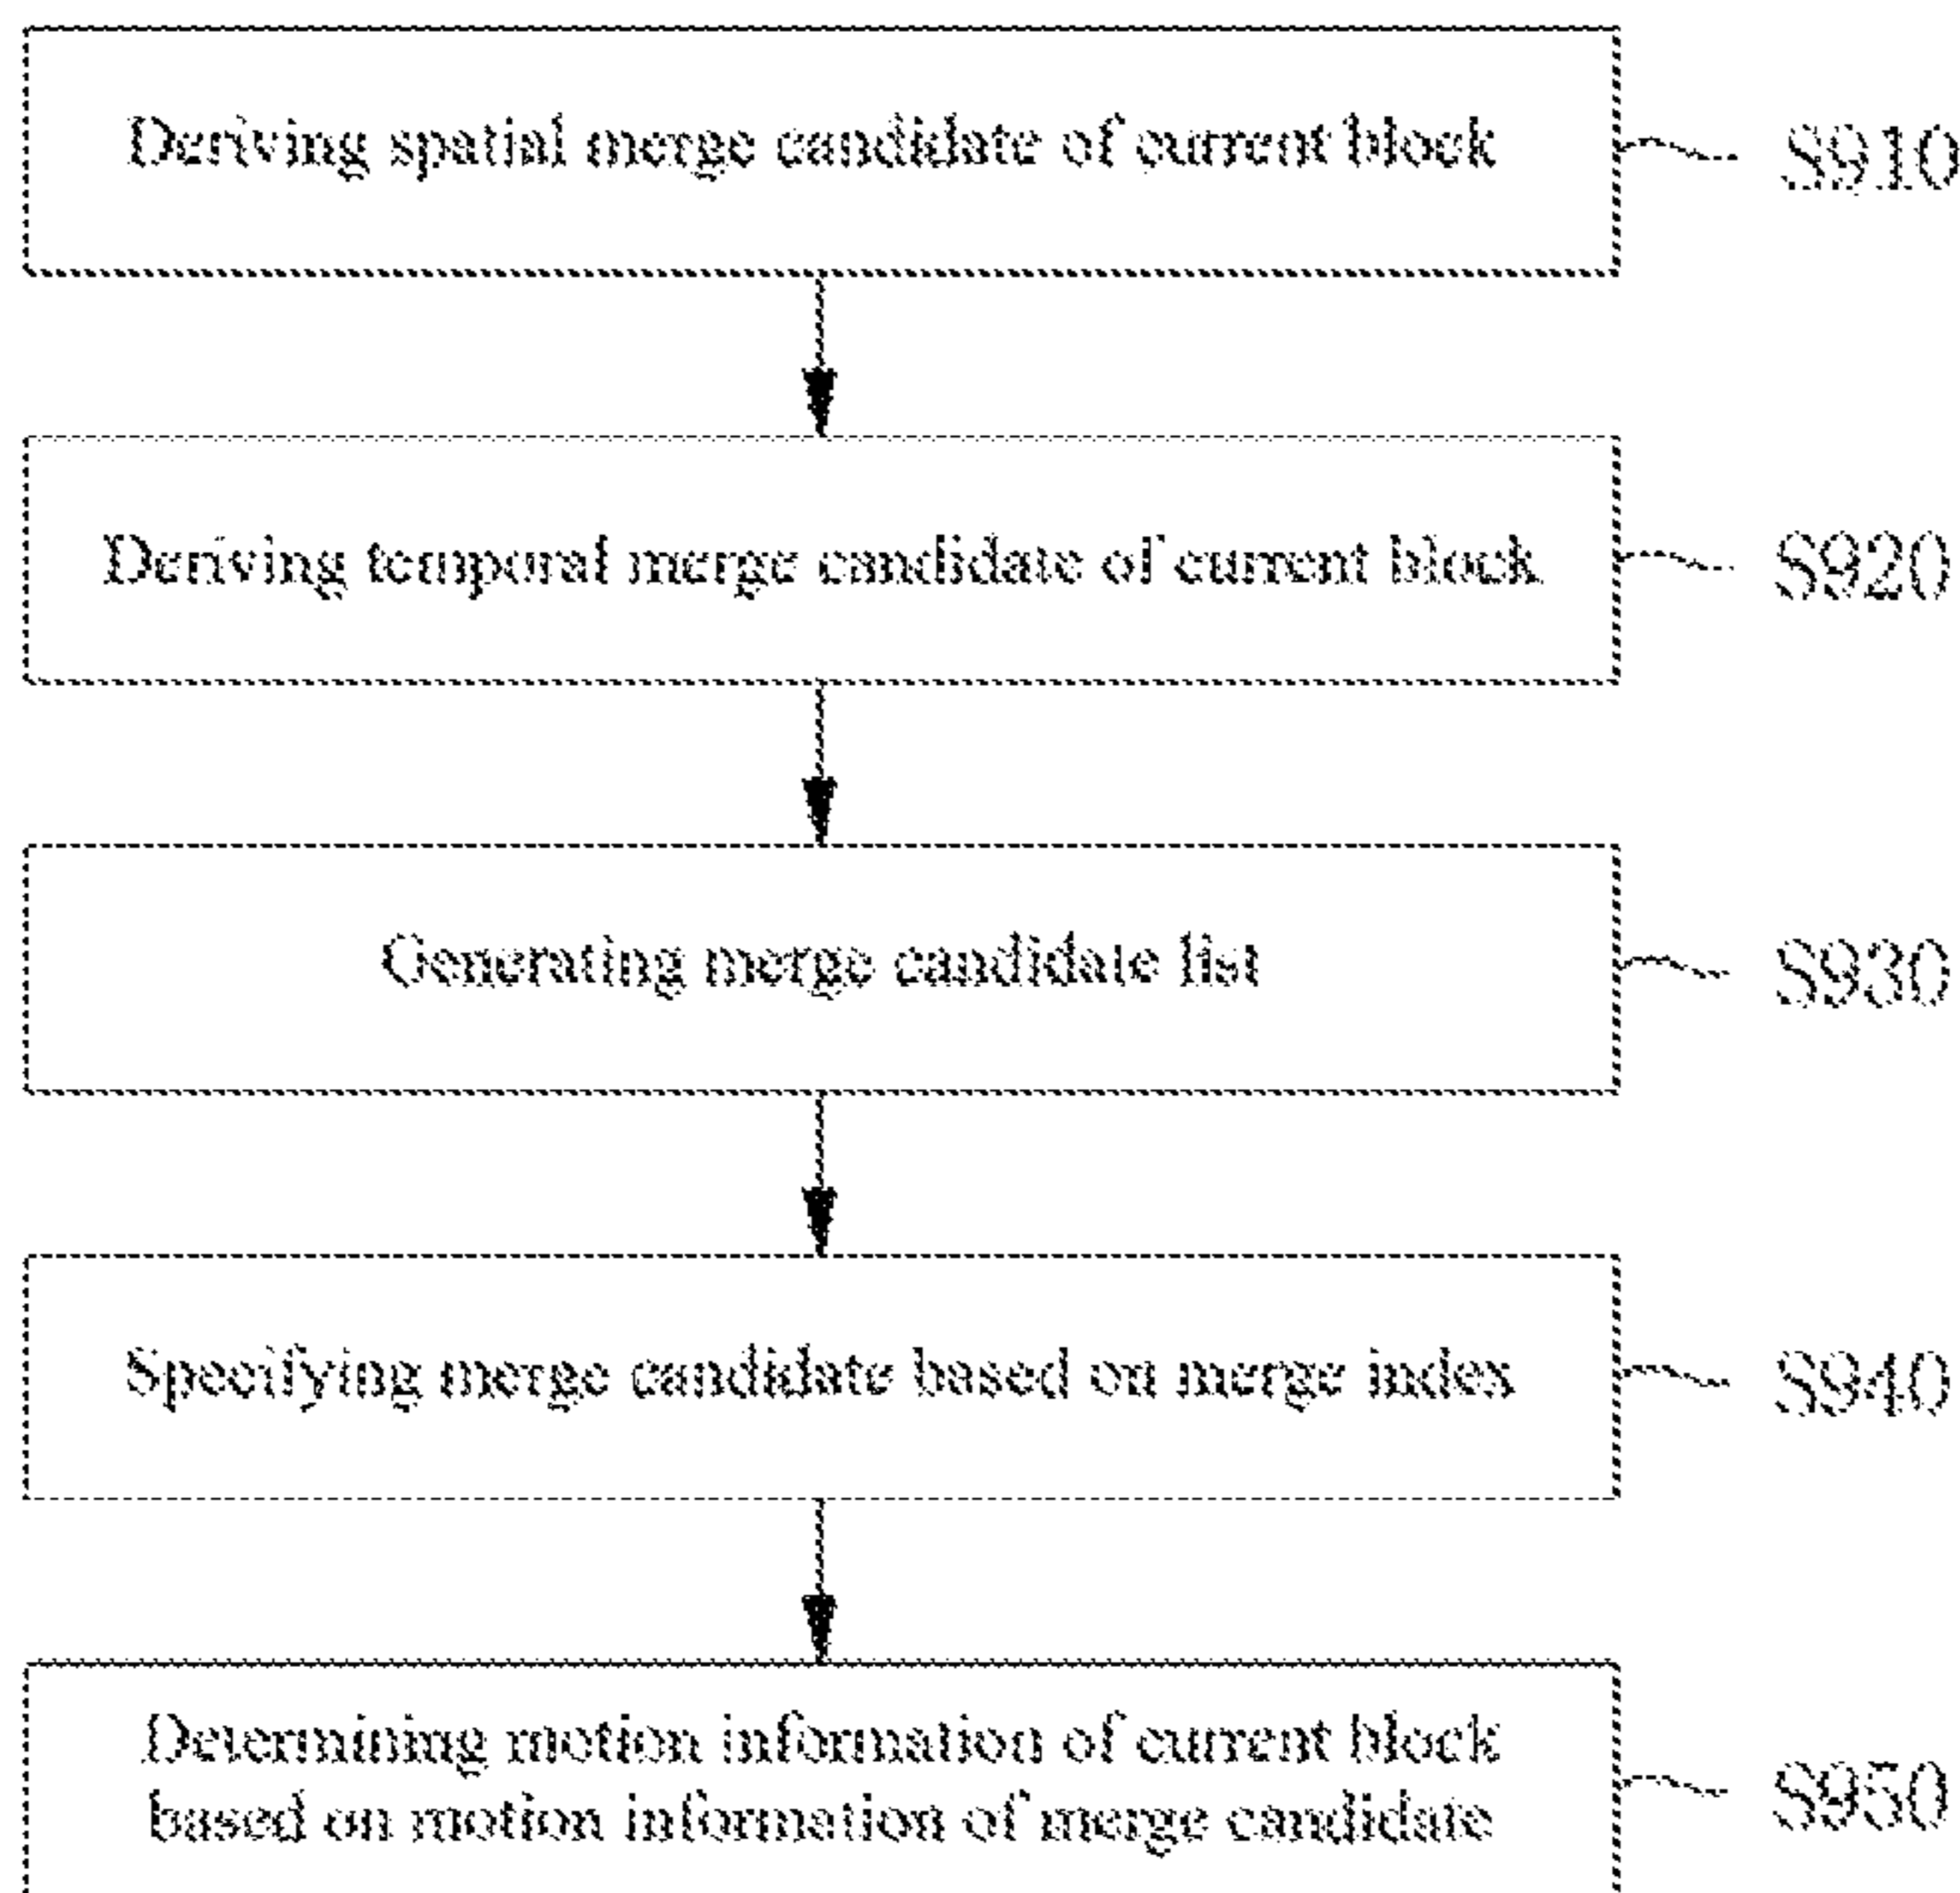 Deriving spatial merge candidate of current block
S910
Deriving temporal merge candidate of current block
S920
Generating merge candidate list
S930
Specifying merge candidate based on merge index
S940
Determining motion information of current block
based on motion information of merge candidate
S950